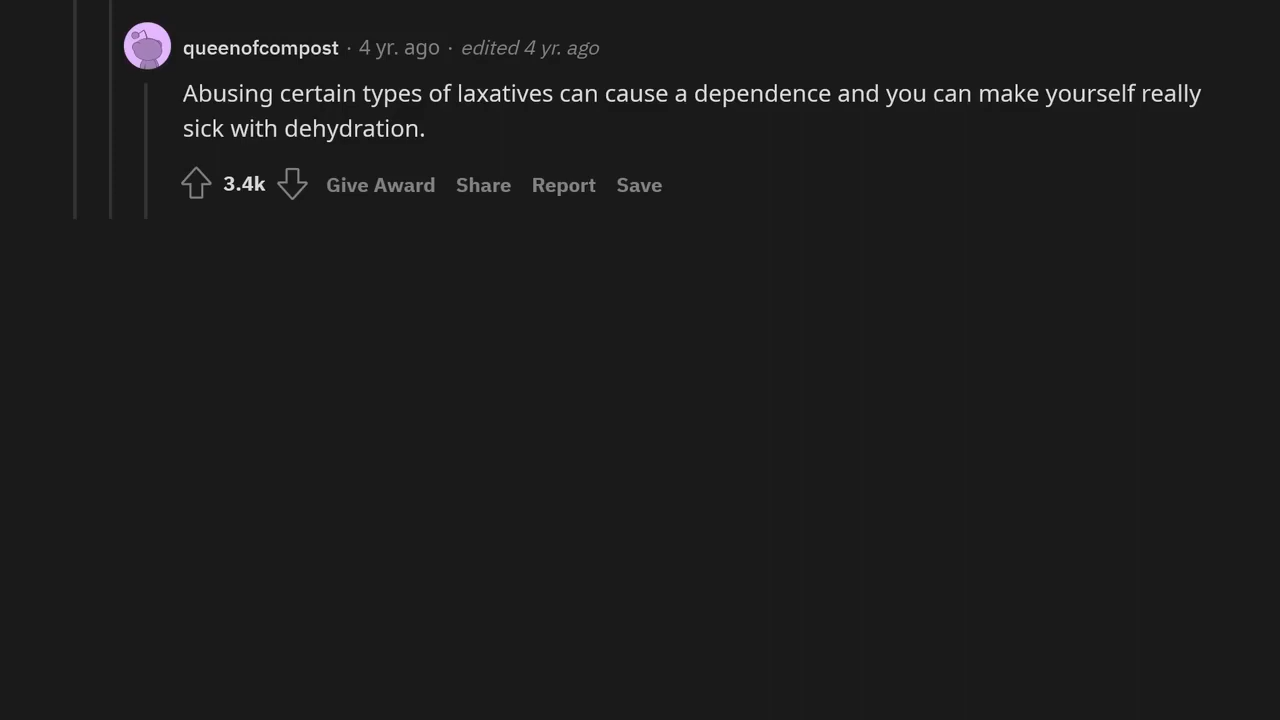 queenofcompost · 4 yr. ago · edited 4 yr. ago
Abusing certain types of laxatives can cause a dependence and you can make yourself really
sick with dehydration.
3.4k Give Award Share Report Save